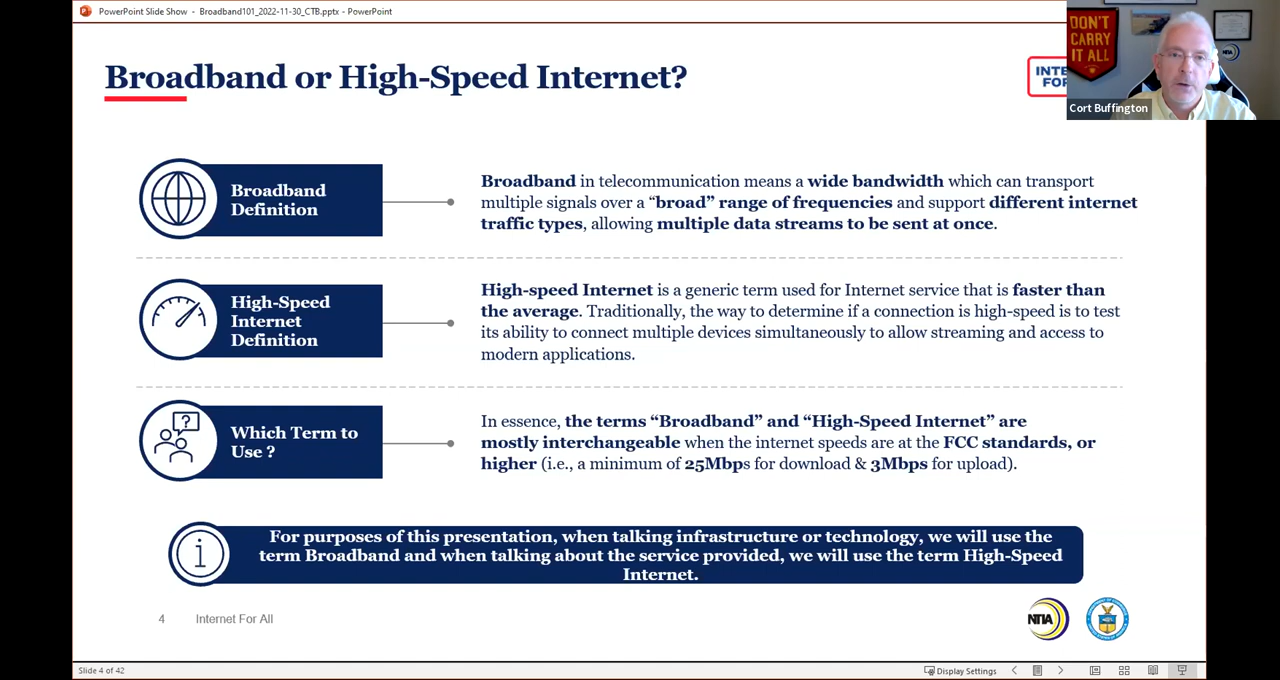 PowerPoint Slide Show - Broadband101_2022-11-30_CTB.pptx - PowerPoint
Broadband or High-Speed Internet?
INTE
FOR
DON'T
CARRY
IT ALL
Cort Buffington
Broadband
Definition
Broadband in telecommunication means a wide bandwidth which can transport
multiple signals over a “broad” range of frequencies and support different internet
traffic types, allowing multiple data streams to be sent at once.
High-Speed
Internet
Definition
High-speed Internet is a generic term used for Internet service that is faster than
the average. Traditionally, the way to determine if a connection is high-speed is to test
its ability to connect multiple devices simultaneously to allow streaming and access to
modern applications.
Which Term to
Use ?
In essence, the terms “Broadband” and “High-Speed Internet” are
mostly interchangeable when the internet speeds are at the FCC standards, or
higher (i.e., a minimum of 25Mbps for download & 3Mbps for upload).
For purposes of this presentation, when talking infrastructure or technology, we will use the
term Broadband and when talking about the service provided, we will use the term High-Speed
Internet.
4 Internet For All
NTIA
Slide 4 of 42
Display Settings